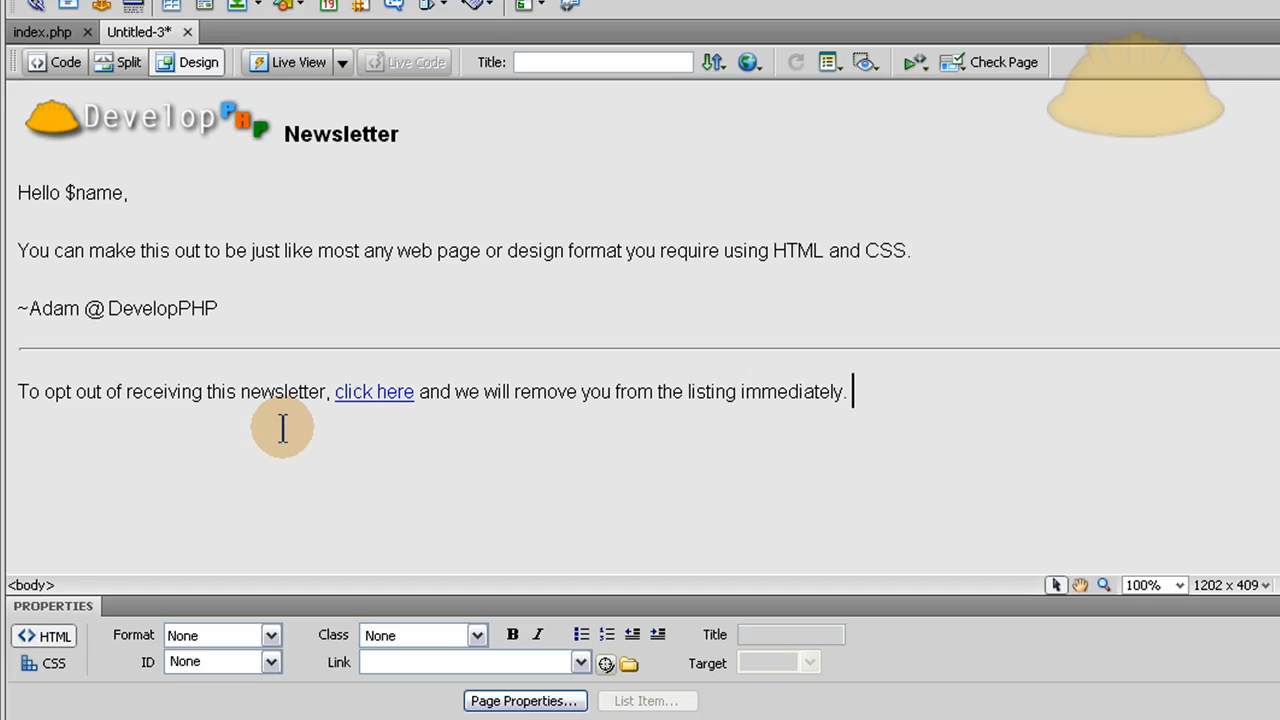 index.php
Untitled-3*
Code Split Design Live View Live Code Title: Check Page
Develop PHP Newsletter
Hello $name,
You can make this out to be just like most any web page or design format you require using HTML and CSS.
~Adam @ DevelopPHP
To opt out of receiving this newsletter, click here and we will remove you from the listing immediately.
<body> 100% 1202 x 409
PROPERTIES
HTML Format None Class None B I Title
CSS ID None Link Target
Page Properties... List Item...